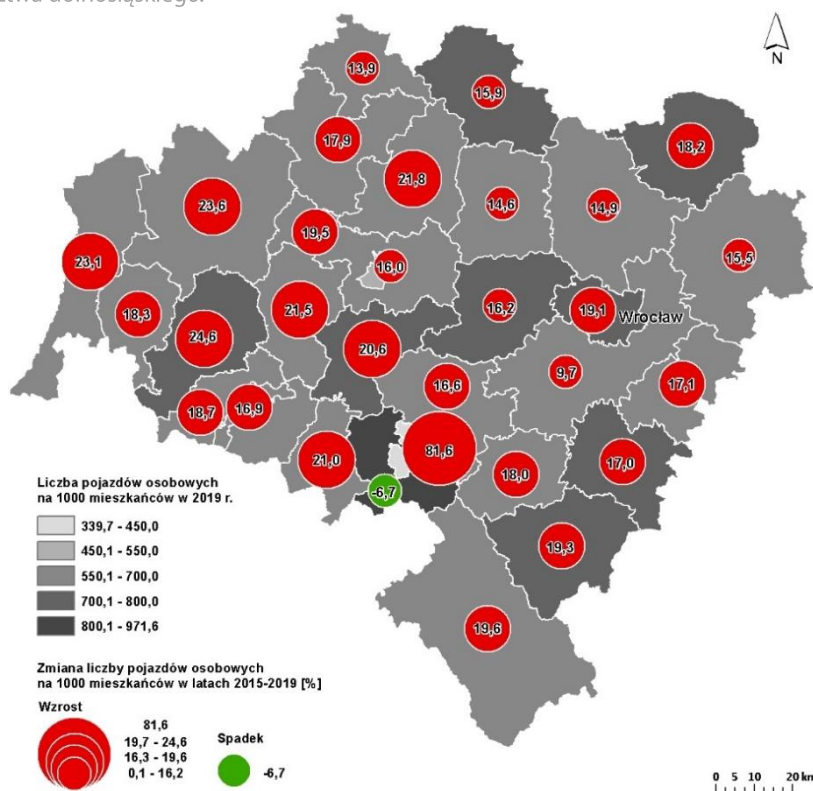 dolnośląskiego.
N
13,9
15,9
17,9
18,2
21,8
23,6
14,6
14,9
19,5
15,5
23,1
16,0
18,3
21,5
16,2
19,1
Wrocław
24,6
20,6
9,7
16,6
17,1
18,7
16,9
81,6
21,0
18,0
17,0
-6,7
19,3
19,6
Liczba pojazdów osobowych
na 1000 mieszkańców w 2019 r.
339,7 - 450,0
450,1 - 550,0
550,1 - 700,0
700,1 - 800,0
800,1 - 971,6
Zmiana liczby pojazdów osobowych
na 1000 mieszkańców w latach 2015-2019 [%]
Wzrost
81,6
19,7 - 24,6
16,3 - 19,6
0,1 - 16,2
Spadek
-6,7
0 5 10 20 km